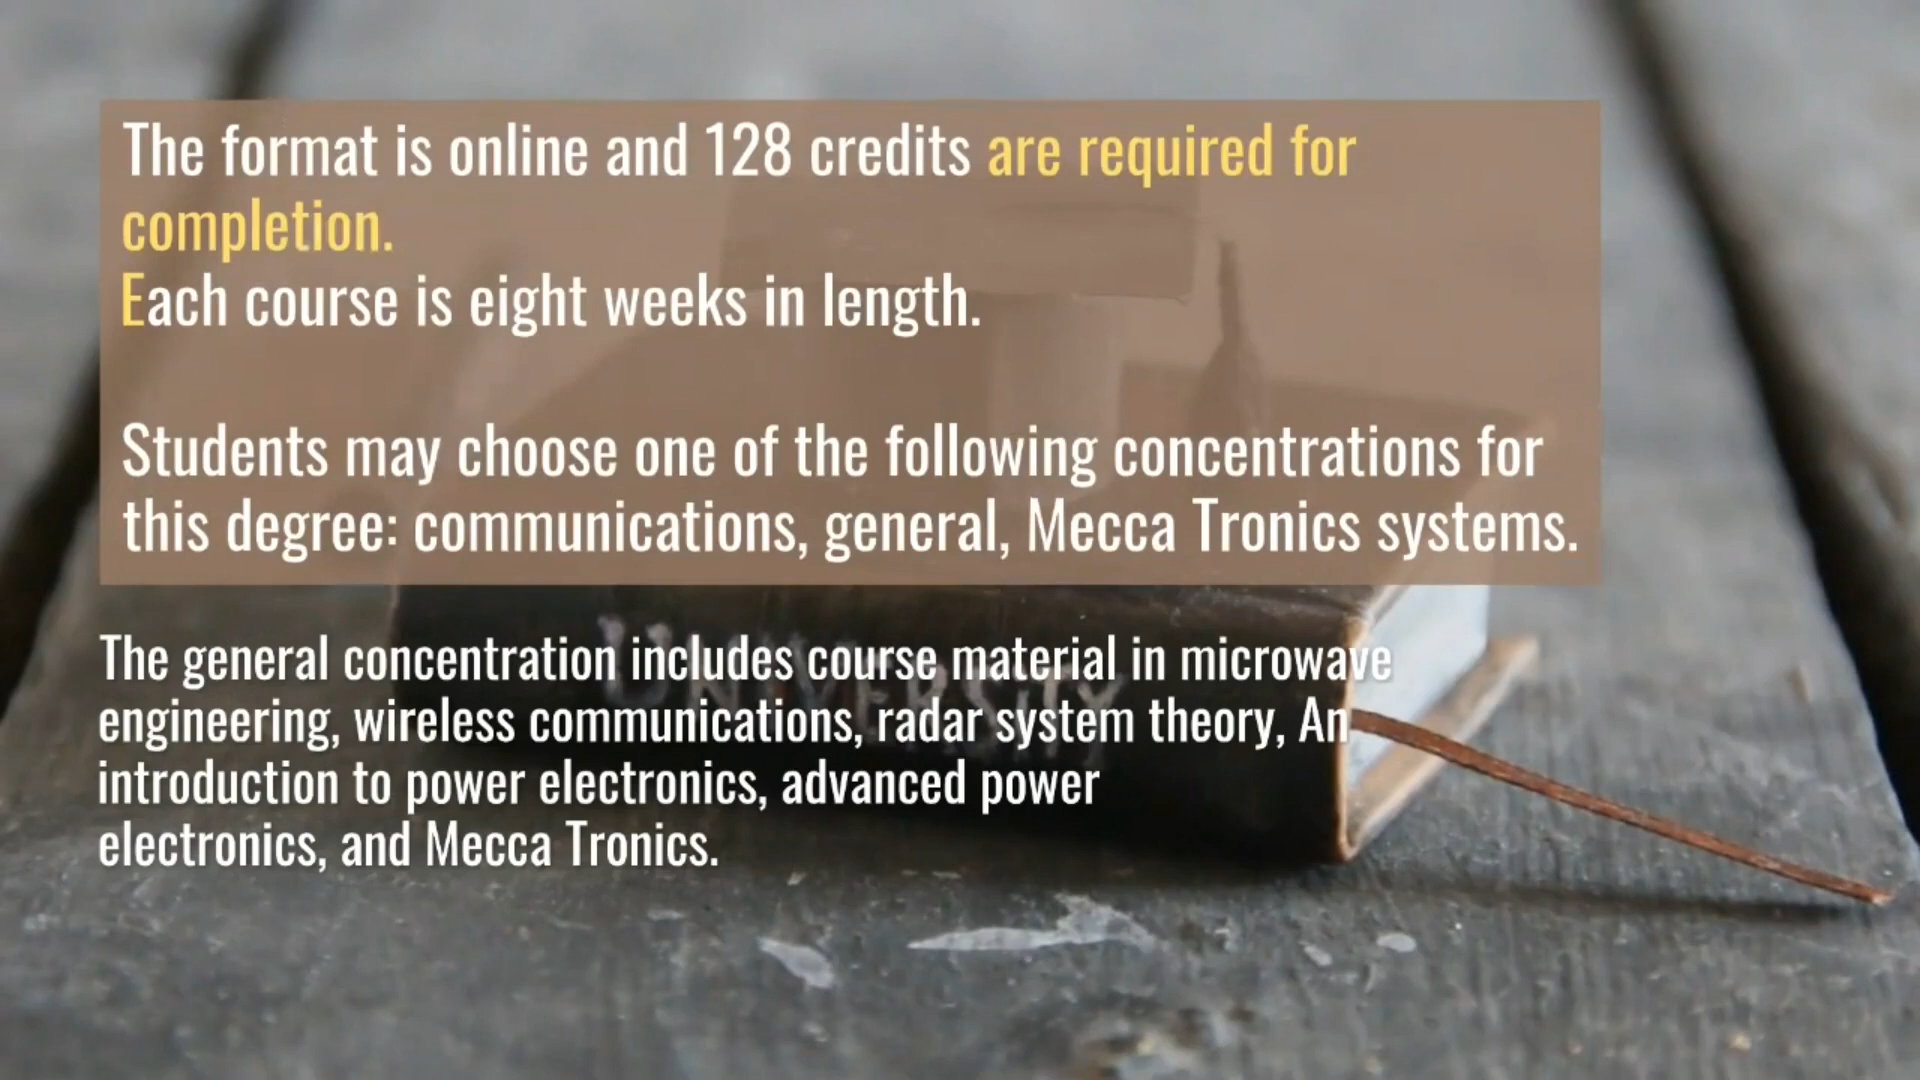 The format is online and 128 credits are required for
completion.
Each course is eight weeks in length.
Students may choose one of the following concentrations for
this degree: communications, general, Mecca Tronics systems.
The general concentration includes course material in microwave
engineering, wireless communications, radar system theory, An
introduction to power electronics, advanced power
electronics, and Mecca Tronics.
UNIVERSITY